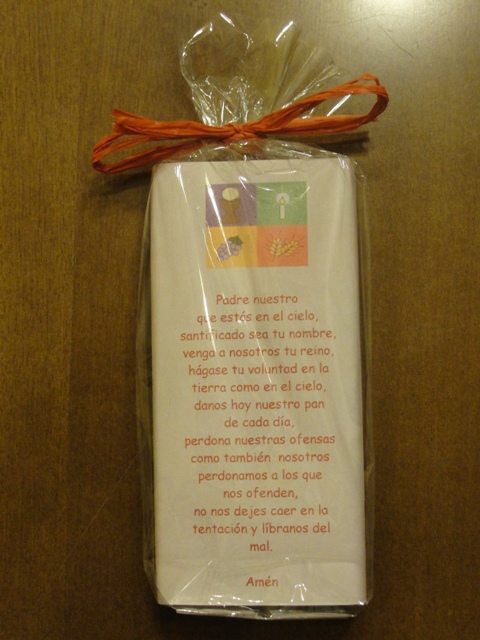 Padre nuestro
que estás en el cielo,
santificado sea tu nombre,
venga a nosotros tu reino,
hágase tu voluntad en la
tierra como en el cielo,
danos hoy nuestro pan
de cada día,
perdona nuestras ofensas
como también nosotros
perdonamos a los que
nos ofenden,
no nos dejes caer en la
tentación y líbranos del
mal.
Amén